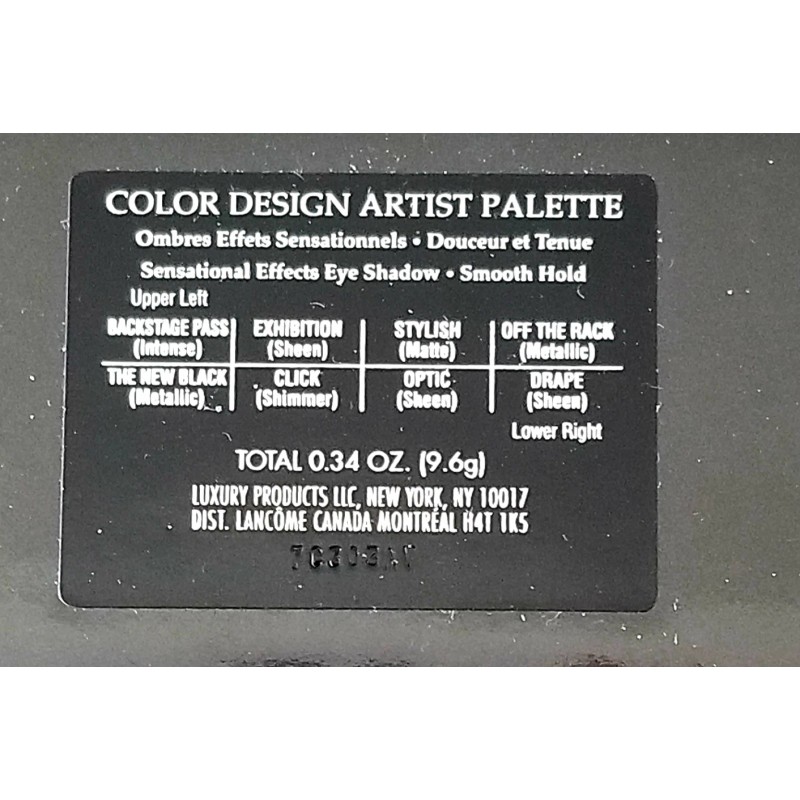 COLOR DESIGN ARTIST PALETTE
Ombres Effets Sensationnels • Douceur et Tenue
Sensational Effects Eye Shadow • Smooth Hold
Upper Left
BACKSTAGE PASS EXHIBITION STYLISH OFF THE RACK
(Intense) (Sheen) (Matte) (Metallic)
THE NEW BLACK CLICK OPTIC DRAPE
(Metallic) (Shimmer) (Sheen) (Sheen)
Lower Right
TOTAL 0.34 OZ. (9.6g)
LUXURY PRODUCTS LLC, NEW YORK, NY 10017
DIST. LANCÔME CANADA MONTRÉAL H4T 1K5